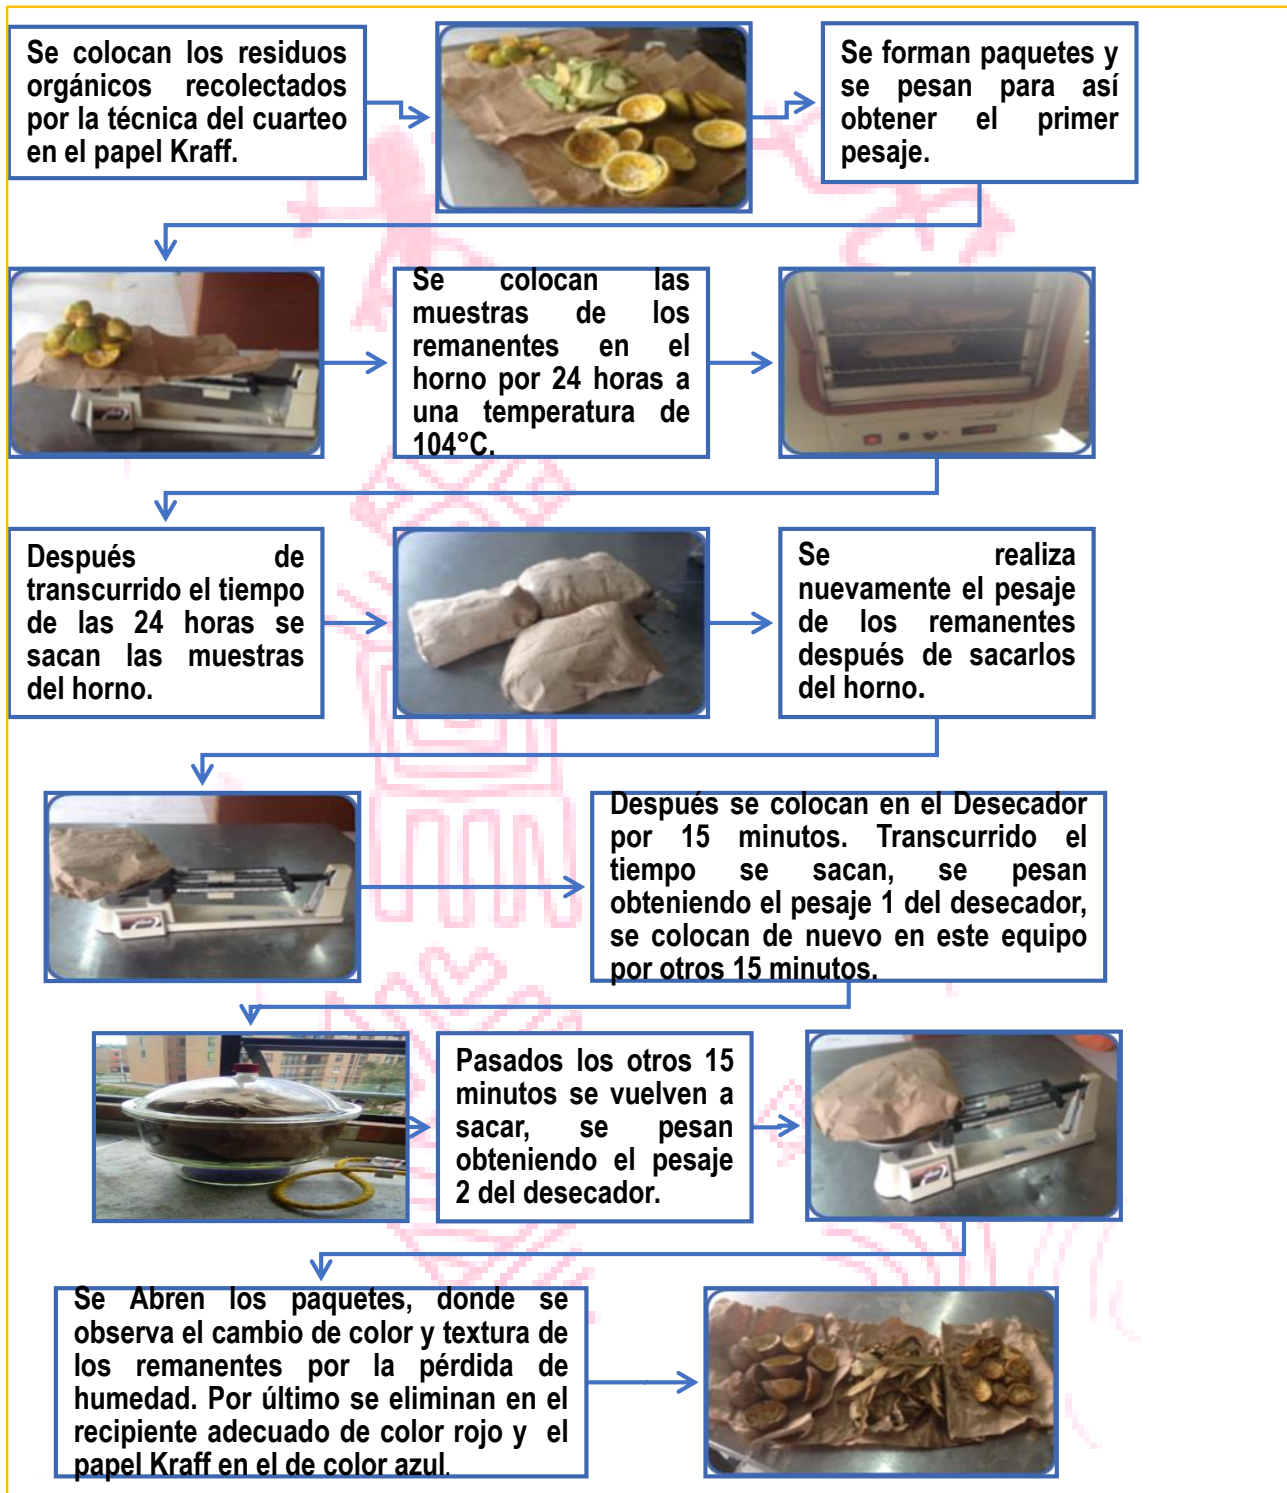 Se colocan los residuos
orgánicos recolectados
por la técnica del cuarteo
en el papel Kraff.
Se forman paquetes y
se pesan para así
obtener el primer
pesaje.
Se colocan las
muestras de los
remanentes en el
horno por 24 horas a
una temperatura de
104°C.
Después de
transcurrido el tiempo
de las 24 horas se
sacan las muestras
del horno.
Se realiza
nuevamente el pesaje
de los remanentes
después de sacarlos
del horno.
Después se colocan en el Desecador
por 15 minutos. Transcurrido el
tiempo se sacan, se pesan
obteniendo el pesaje 1 del desecador,
se colocan de nuevo en este equipo
por otros 15 minutos.
Pasados los otros 15
minutos se vuelven a
sacar, se pesan
obteniendo el pesaje
2 del desecador.
Se Abren los paquetes, donde se
observa el cambio de color y textura de
los remanentes por la pérdida de
humedad. Por último se eliminan en el
recipiente adecuado de color rojo y el
papel Kraff en el de color azul.